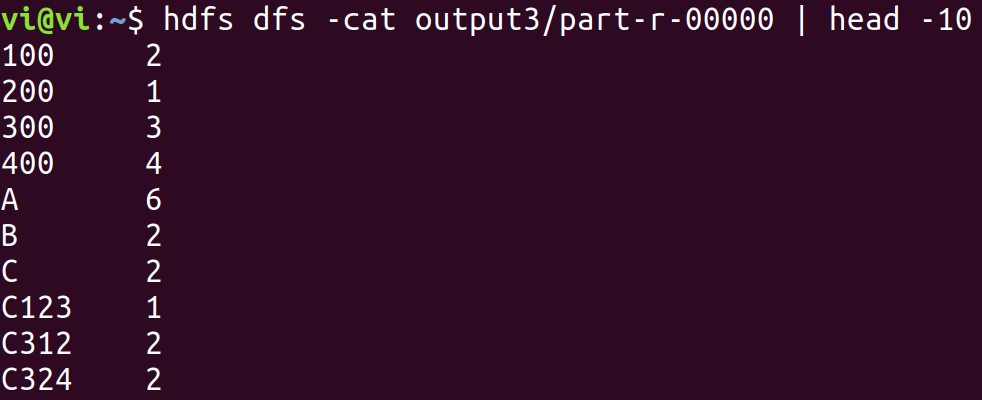 vi@vi:~$ hdfs dfs -cat output3/part-r-00000 | head -10
100     2
200     1
300     3
400     4
A       6
B       2
C       2
C123    1
C312    2
C324    2